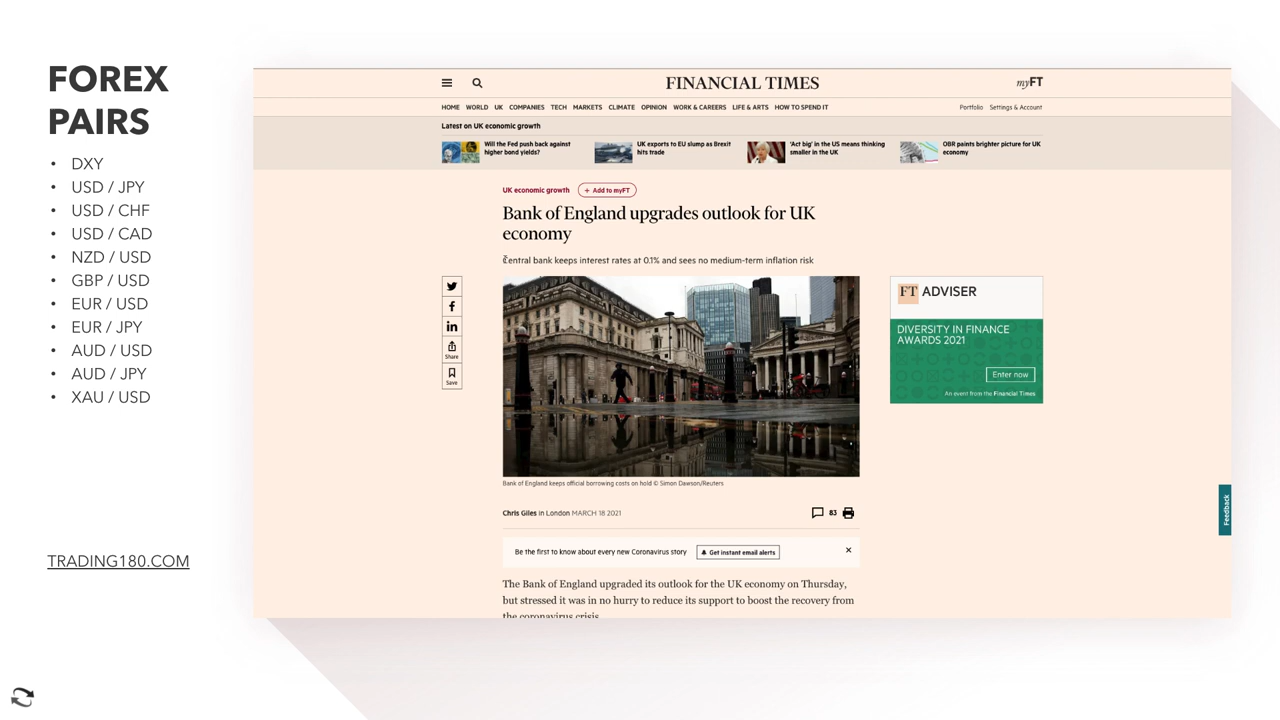 FOREX
PAIRS
• DXY
• USD / JPY
• USD / CHF
• USD / CAD
• NZD / USD
• GBP / USD
• EUR / USD
• EUR / JPY
• AUD / USD
• AUD / JPY
• XAU / USD
TRADING180.COM
FINANCIAL TIMES
myFT
HOME WORLD UK COMPANIES TECH MARKETS CLIMATE OPINION WORK & CAREERS LIFE & ARTS HOW TO SPEND IT
Portfolio Settings & Account
Latest on UK economic growth
Will the Fed push back against
higher bond yields?
UK exports to EU slump as Brexit
hits trade
'Act big' in the US means thinking
smaller in the UK
OBR paints brighter picture for UK
economy
UK economic growth
+ Add to myFT
Bank of England upgrades outlook for UK
economy
Central bank keeps interest rates at 0.1% and sees no medium-term inflation risk
Share
Save
FT ADVISER
DIVERSITY IN FINANCE
AWARDS 2021
Enter now
An event from the Financial Times
Bank of England keeps official borrowing costs on hold © Simon Dawson/Reuters
Chris Giles in London MARCH 18 2021
83
Feedback
Be the first to know about every new Coronavirus story
Get instant email alerts
The Bank of England upgraded its outlook for the UK economy on Thursday,
but stressed it was in no hurry to reduce its support to boost the recovery from
the coronavirus crisis.